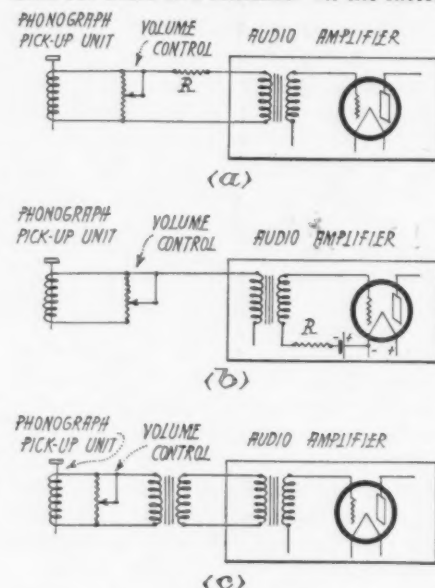 PHONOGRAPH
PICK-UP UNIT
VOLUME
CONTROL
AUDIO AMPLIFIER
R
(a)
PHONOGRAPH
PICK-UP UNIT
VOLUME
CONTROL
AUDIO AMPLIFIER
R
- +
- +
(b)
PHONOGRAPH
PICK-UP UNIT
VOLUME
CONTROL
AUDIO AMPLIFIER
(c)